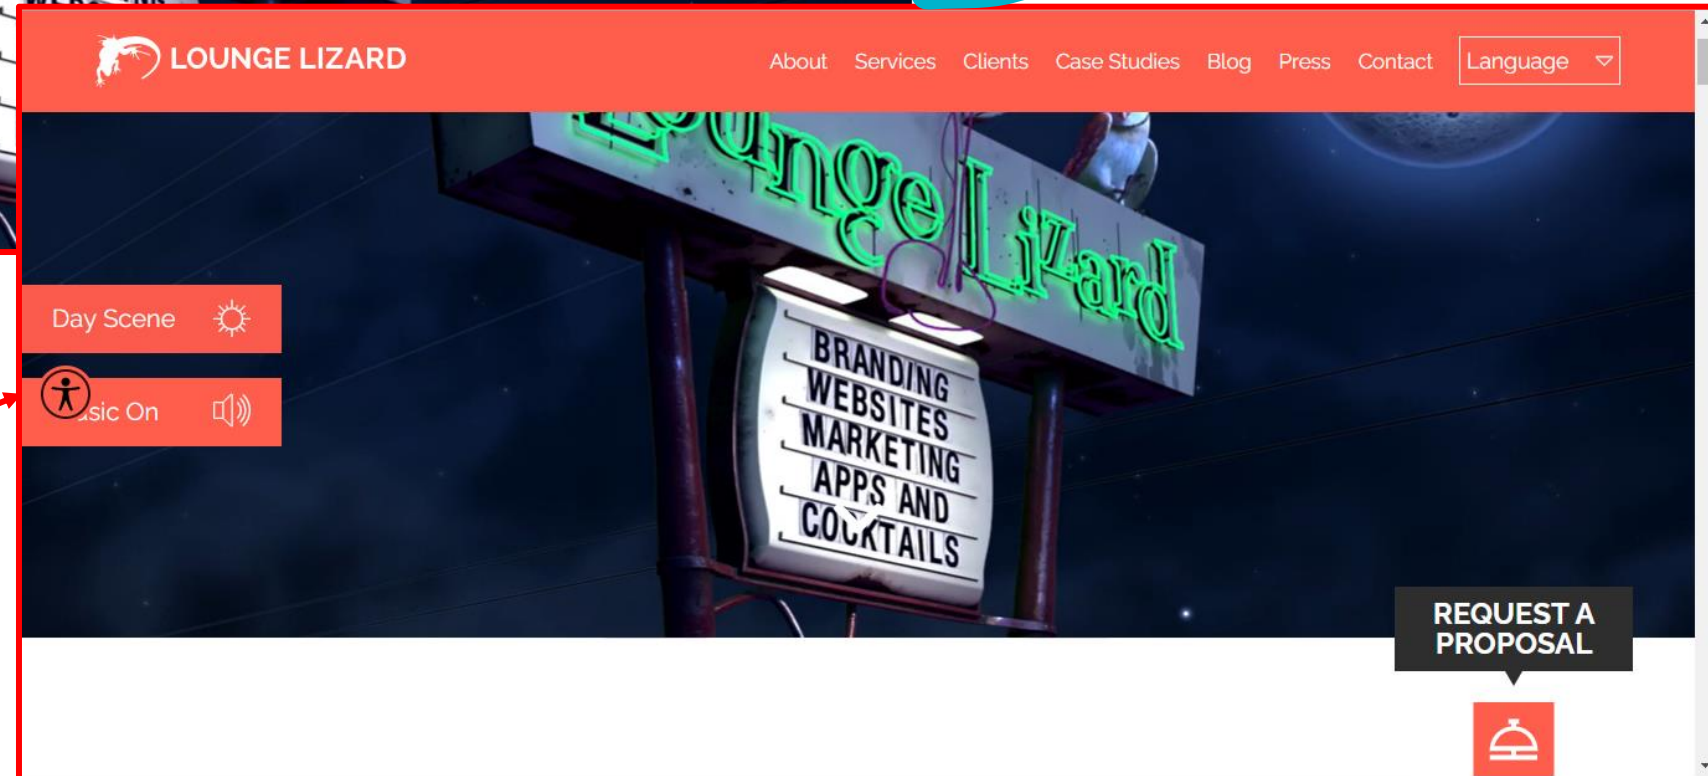 LOUNGE LIZARD
About Services Clients Case Studies Blog Press Contact Language
Lounge Lizard
Day Scene
sic On
BRANDING
WEBSITES
MARKETING
APPS AND
COCKTAILS
REQUEST A
PROPOSAL